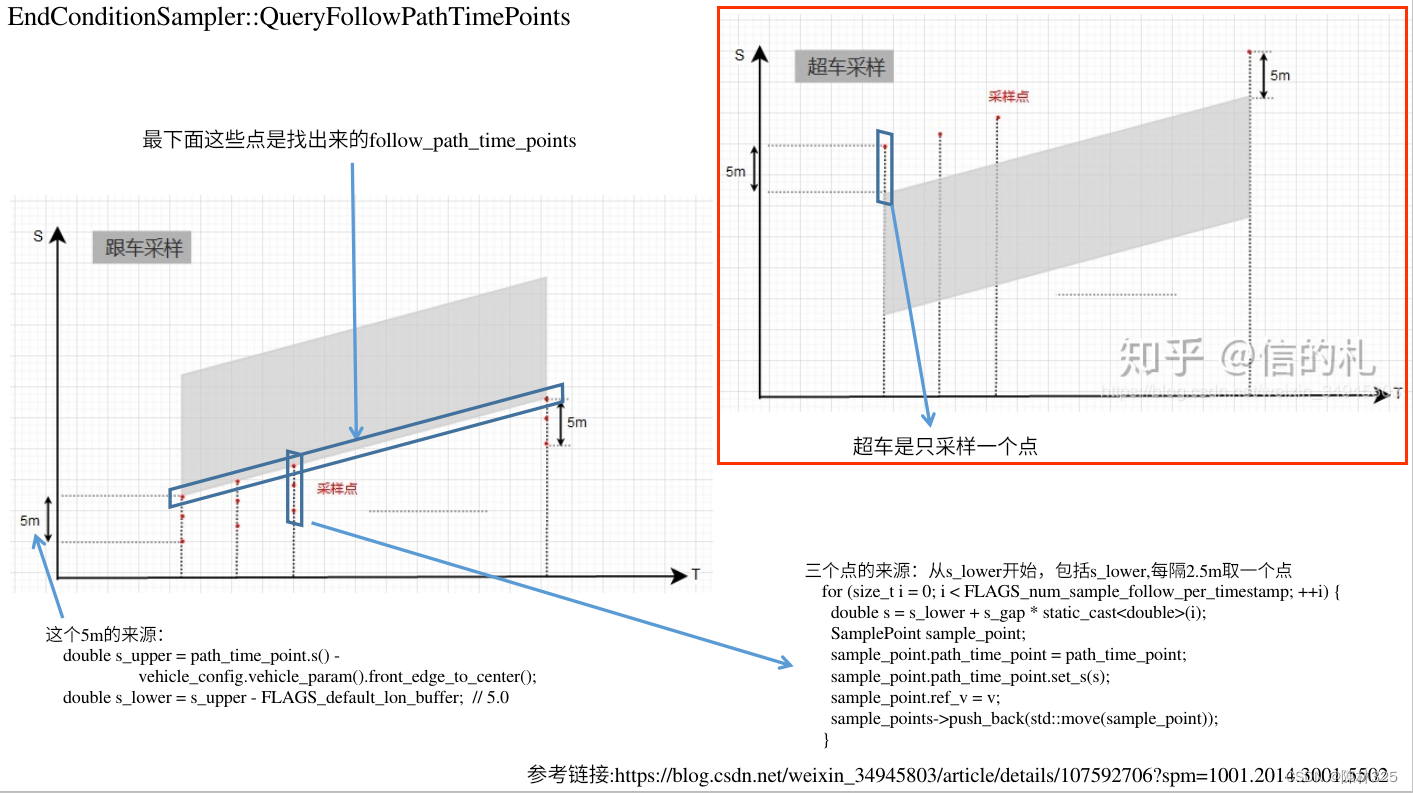 EndConditionSampler::QueryFollowPathTimePoints
最下面这些点是找出来的follow_path_time_points
S
跟车采样
5m
采样点
5m
T
这个5m的来源：
double s_upper = path_time_point.s() -
vehicle_config.vehicle_param().front_edge_to_center();
double s_lower = s_upper - FLAGS_default_lon_buffer;  // 5.0
S
超车采样
采样点
5m
5m
知乎 @信的札
T
超车是只采样一个点
三个点的来源：从s_lower开始，包括s_lower,每隔2.5m取一个点
for (size_t i = 0; i < FLAGS_num_sample_follow_per_timestamp; ++i) {
double s = s_lower + s_gap * static_cast<double>(i);
SamplePoint sample_point;
sample_point.path_time_point = path_time_point;
sample_point.path_time_point.set_s(s);
sample_point.ref_v = v;
sample_points->push_back(std::move(sample_point));
}
参考链接:https://blog.csdn.net/weixin_34945803/article/details/107592706?spm=1001.2014.3001.5502